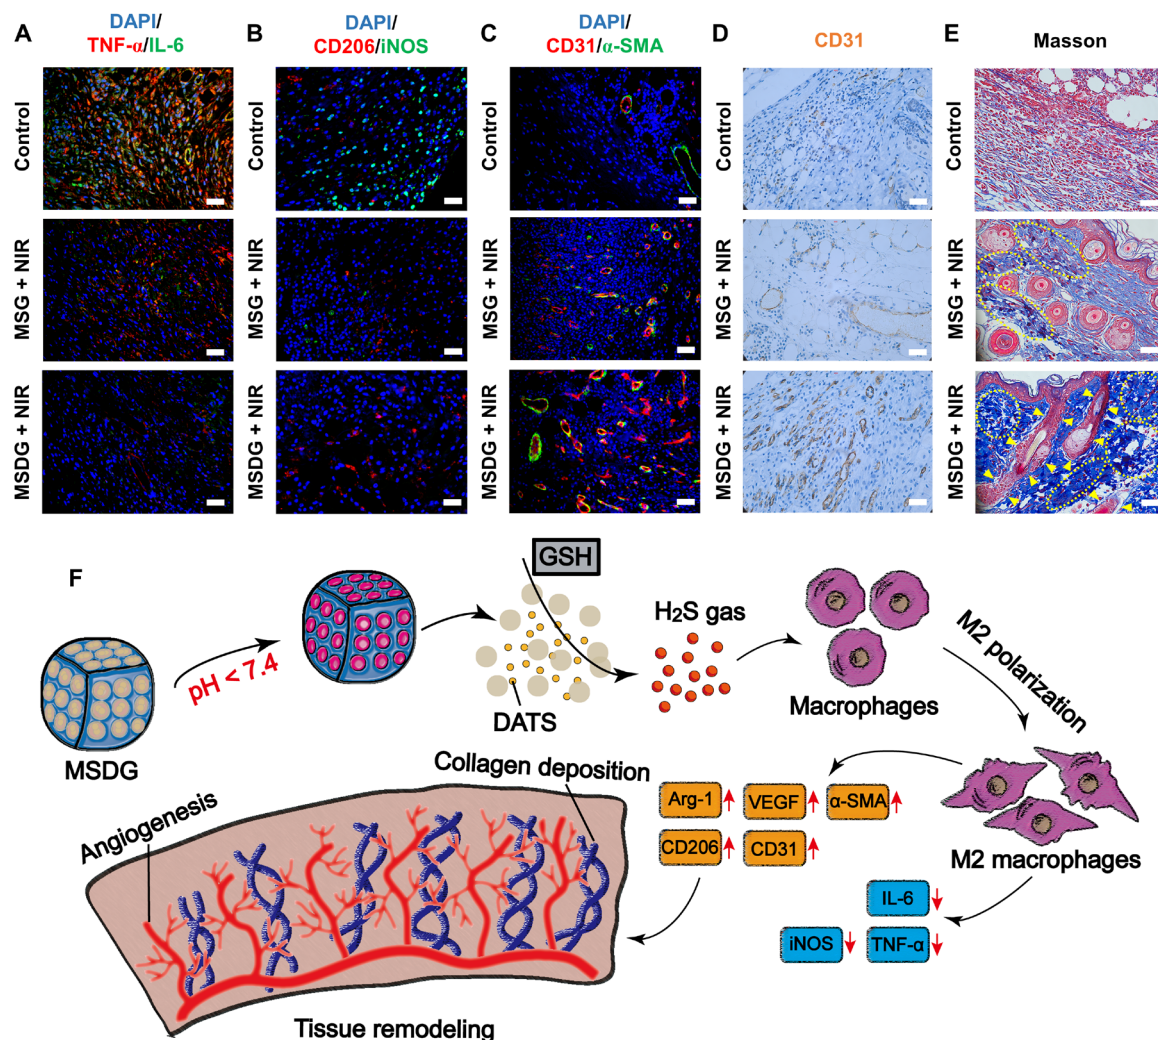 A
DAPI/
TNF-α/IL-6
B
DAPI/
CD206/iNOS
C
DAPI/
CD31/α-SMA
D
CD31
E
Masson
Control
MSG + NIR
MSDG + NIR
Control
MSG + NIR
MSDG + NIR
Control
MSG + NIR
MSDG + NIR
Control
MSG + NIR
MSDG + NIR
Control
MSG + NIR
MSDG + NIR
F
MSDG
pH < 7.4
GSH
DATS
H₂S gas
Macrophages
M2 polarization
M2 macrophages
Arg-1
VEGF
α-SMA
CD206
CD31
IL-6
iNOS
TNF-α
Collagen deposition
Angiogenesis
Tissue remodeling